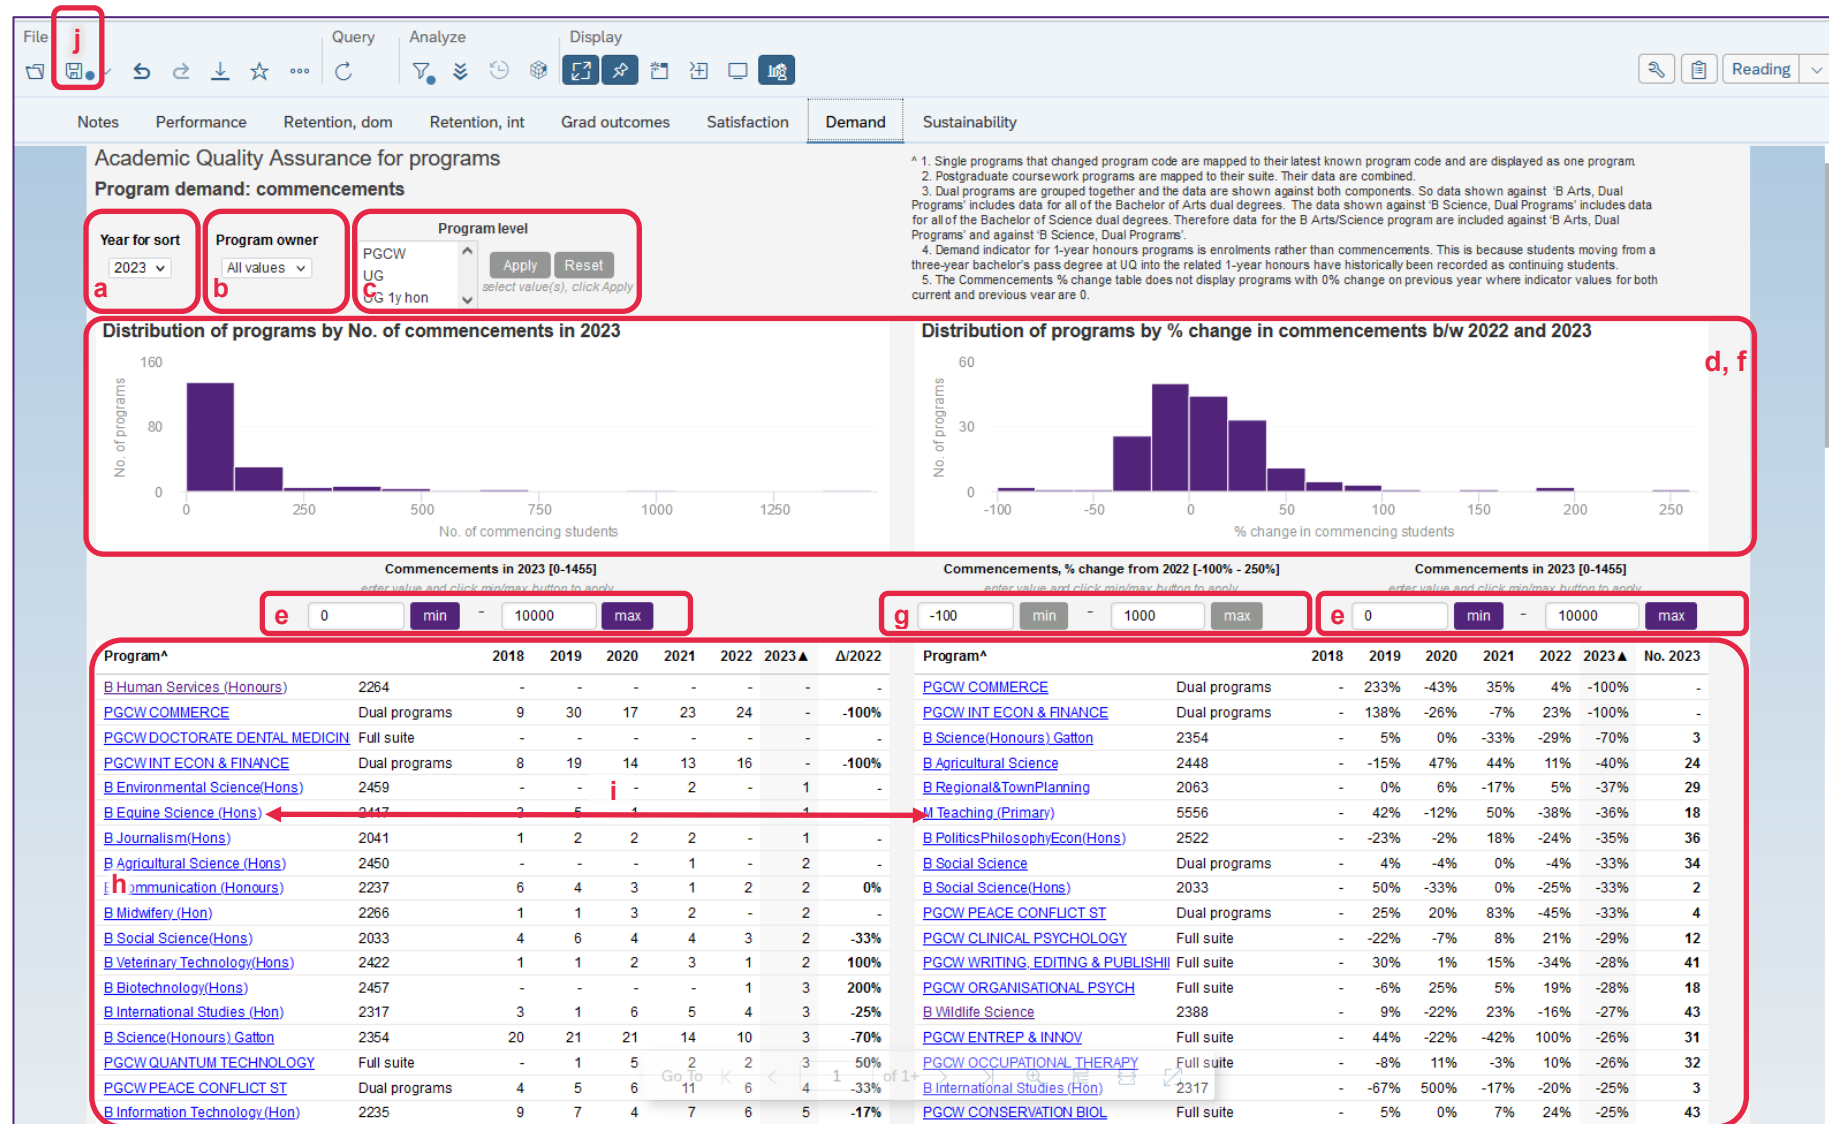 File
j
Query
Analyze
Display
Reading
Notes
Performance
Retention, dom
Retention, int
Grad outcomes
Satisfaction
Demand
Sustainability
Academic Quality Assurance for programs
Program demand: commencements
^ 1. Single programs that changed program code are mapped to their latest known program code and are displayed as one program.
2. Postgraduate coursework programs are mapped to their suite. Their data are combined.
3. Dual programs are grouped together and the data are shown against both components. So data shown against 'B Arts, Dual
Programs' includes data for all of the Bachelor of Arts dual degrees. The data shown against 'B Science, Dual Programs' includes data
for all of the Bachelor of Science dual degrees. Therefore data for the B Arts/Science program are included against 'B Arts, Dual
Programs' and against 'B Science, Dual Programs'.
4. Demand indicator for 1-year honours programs is enrolments rather than commencements. This is because students moving from a
three-year bachelor's pass degree at UQ into the related 1-year honours have historically been recorded as continuing students.
5. The Commencements % change table does not display programs with 0% change on previous year where indicator values for both
current and previous year are 0.
Year for sort
2023
a
Program owner
All values
b
Program level
PGCW
UG
UG 1y hon
c
Apply
Reset
select value(s), click Apply
Distribution of programs by No. of commencements in 2023
No. of programs
160
80
0
0 250 500 750 1000 1250
No. of commencing students
Distribution of programs by % change in commencements b/w 2022 and 2023
d, f
No. of programs
60
30
0
-100 -50 0 50 100 150 200 250
% change in commencing students
Commencements in 2023 [0-1455]
enter value and click min/max button to apply
e 0 min - 10000 max
Commencements, % change from 2022 [-100% - 250%]
enter value and click min/max button to apply
g -100 min - 1000 max
Commencements in 2023 [0-1455]
enter value and click min/max button to apply
e 0 min - 10000 max
Program^ 2018 2019 2020 2021 2022 2023▲ Δ/2022
B Human Services (Honours) 2264 - - - - - - -
PGCW COMMERCE Dual programs 9 30 17 23 24 - -100%
PGCW DOCTORATE DENTAL MEDICIN Full suite - - - - - - -
PGCW INT ECON & FINANCE Dual programs 8 19 14 13 16 - -100%
B Environmental Science(Hons) 2459 - - - 2 - 1 -
i
B Equine Science (Hons) 2417 3 5 1 - - 1 -
B Journalism(Hons) 2041 1 2 2 2 - 1 -
B Agricultural Science (Hons) 2450 - - - 1 - 2 -
h
ommunication (Honours) 2237 6 4 3 1 2 2 0%
B Midwifery (Hon) 2266 1 1 3 2 - 2 -
B Social Science(Hons) 2033 4 6 4 4 3 2 -33%
B Veterinary Technology(Hons) 2422 1 1 2 3 1 2 100%
B Biotechnology(Hons) 2457 - - - - 1 3 200%
B International Studies (Hon) 2317 3 1 6 5 4 3 -25%
B Science(Honours) Gatton 2354 20 21 21 14 10 3 -70%
PGCW QUANTUM TECHNOLOGY Full suite - 1 5 2 2 3 50%
PGCW PEACE CONFLICT ST Dual programs 4 5 6 11 6 4 -33%
B Information Technology (Hon) 2235 9 7 4 7 6 5 -17%
Program^ 2018 2019 2020 2021 2022 2023▲ No. 2023
PGCW COMMERCE Dual programs - 233% -43% 35% 4% -100% -
PGCW INT ECON & FINANCE Dual programs - 138% -26% -7% 23% -100% -
B Science(Honours) Gatton 2354 - 5% 0% -33% -29% -70% 3
B Agricultural Science 2448 - -15% 47% 44% 11% -40% 24
B Regional&TownPlanning 2063 - 0% 6% -17% 5% -37% 29
M Teaching (Primary) 5556 - 42% -12% 50% -38% -36% 18
B PoliticsPhilosophyEcon(Hons) 2522 - -23% -2% 18% -24% -35% 36
B Social Science Dual programs - 4% -4% 0% -4% -33% 34
B Social Science(Hons) 2033 - 50% -33% 0% -25% -33% 2
PGCW PEACE CONFLICT ST Dual programs - 25% 20% 83% -45% -33% 4
PGCW CLINICAL PSYCHOLOGY Full suite - -22% -7% 8% 21% -29% 12
PGCW WRITING, EDITING & PUBLISHI Full suite - 30% 1% 15% -34% -28% 41
PGCW ORGANISATIONAL PSYCH Full suite - -6% 25% 5% 19% -28% 18
B Wildlife Science 2388 - 9% -22% 23% -16% -27% 43
PGCW ENTREP & INNOV Full suite - 44% -22% -42% 100% -26% 31
PGCW OCCUPATIONAL THERAPY Full suite - -8% 11% -3% 10% -26% 32
B International Studies (Hon) 2317 - -67% 500% -17% -20% -25% 3
PGCW CONSERVATION BIOL Full suite - 5% 0% 7% 24% -25% 43
Go To 1 of 1+